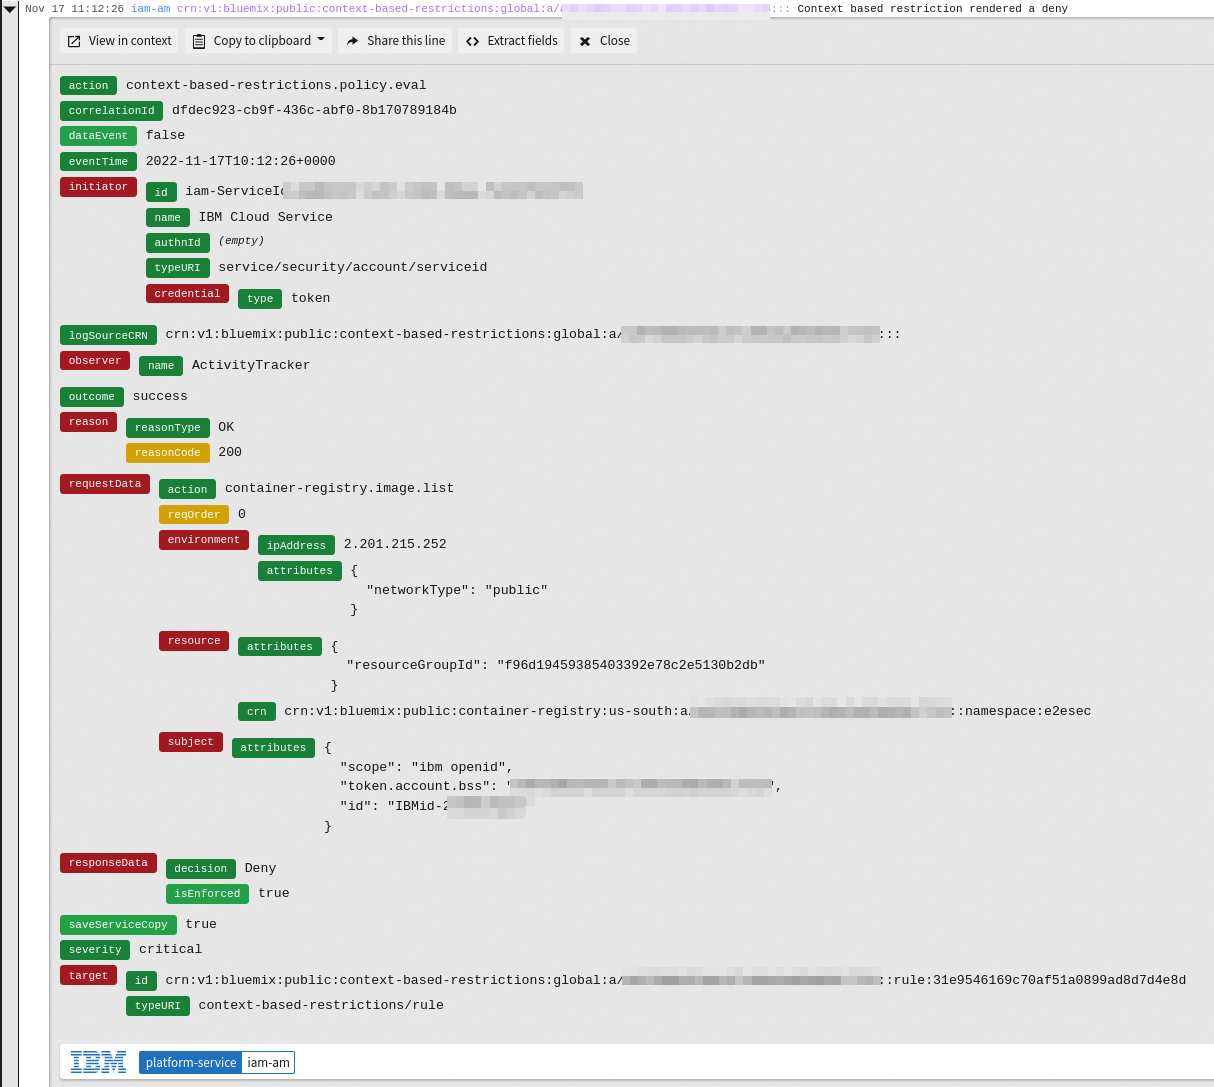 Nov 17 11:12:26 iam-am crn:v1:bluemix:public:context-based-restrictions:global:a/ ::: Context based restriction rendered a deny
View in context Copy to clipboard Share this line Extract fields Close
action context-based-restrictions.policy.eval
correlationId dfdec923-cb9f-436c-abf0-8b170789184b
dataEvent false
eventTime 2022-11-17T10:12:26+0000
initiator id iam-ServiceId
name IBM Cloud Service
authnId (empty)
typeURI service/security/account/serviceid
credential type token
logSourceCRN crn:v1:bluemix:public:context-based-restrictions:global:a/ :::
observer name ActivityTracker
outcome success
reason reasonType OK
reasonCode 200
requestData action container-registry.image.list
reqOrder 0
environment ipAddress 2.201.215.252
attributes {
"networkType": "public"
}
resource attributes {
"resourceGroupId": "f96d19459385403392e78c2e5130b2db"
}
crn crn:v1:bluemix:public:container-registry:us-south:a ::namespace:e2esec
subject attributes {
"scope": "ibm openid",
"token.account.bss": " ",
"id": "IBMid-2
}
responseData decision Deny
isEnforced true
saveServiceCopy true
severity critical
target id crn:v1:bluemix:public:context-based-restrictions:global:a/ ::rule:31e9546169c70af51a0899ad8d7d4e8d
typeURI context-based-restrictions/rule
IBM platform-service iam-am